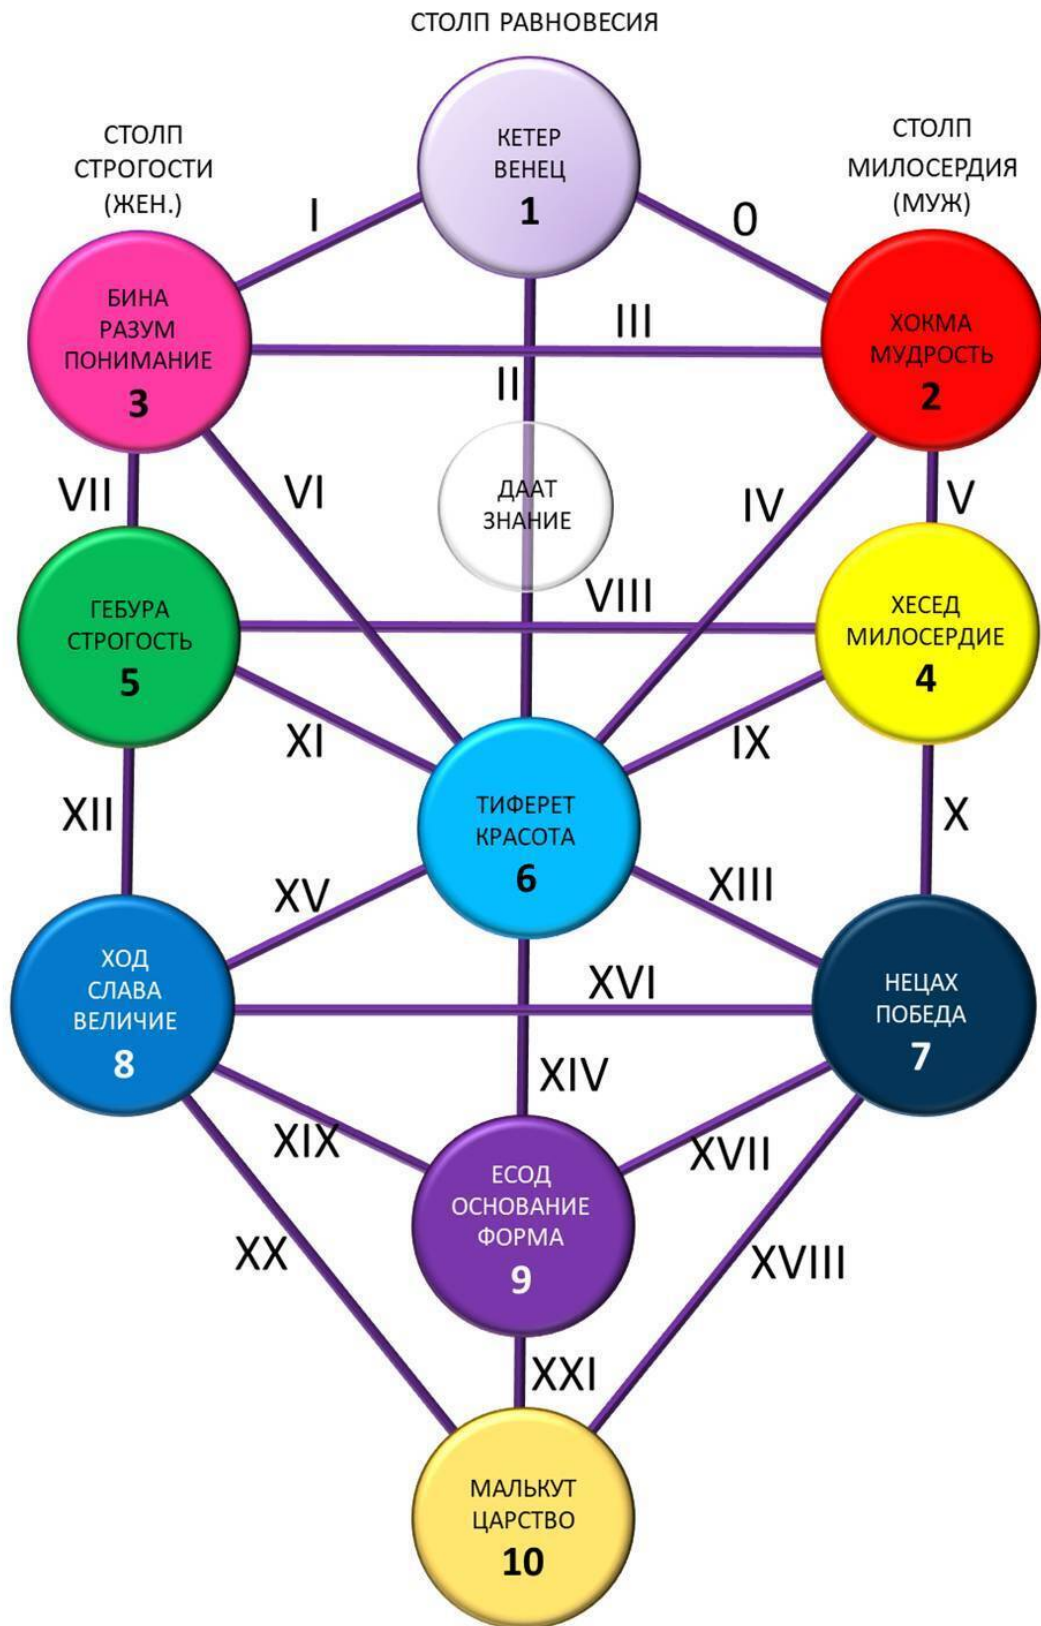 СТОЛП РАВНОВЕСИЯ
СТОЛП
СТРОГОСТИ
(ЖЕН.)
КЕТЕР
ВЕНЕЦ
1
СТОЛП
МИЛОСЕРДИЯ
(МУЖ)
I
0
БИНА
РАЗУМ
ПОНИМАНИЕ
3
III
ХОКМА
МУДРОСТЬ
2
II
VII
VI
ДААТ
ЗНАНИЕ
IV
V
VIII
ГЕБУРА
СТРОГОСТЬ
5
ХЕСЕД
МИЛОСЕРДИЕ
4
XI
IX
XII
ТИФЕРЕТ
КРАСОТА
6
X
XV
XIII
ХОД
СЛАВА
ВЕЛИЧИЕ
8
XVI
НЕЦАХ
ПОБЕДА
7
XIV
XIX
XVII
ЕСОД
ОСНОВАНИЕ
ФОРМА
9
XX
XVIII
XXI
МАЛЬКУТ
ЦАРСТВО
10